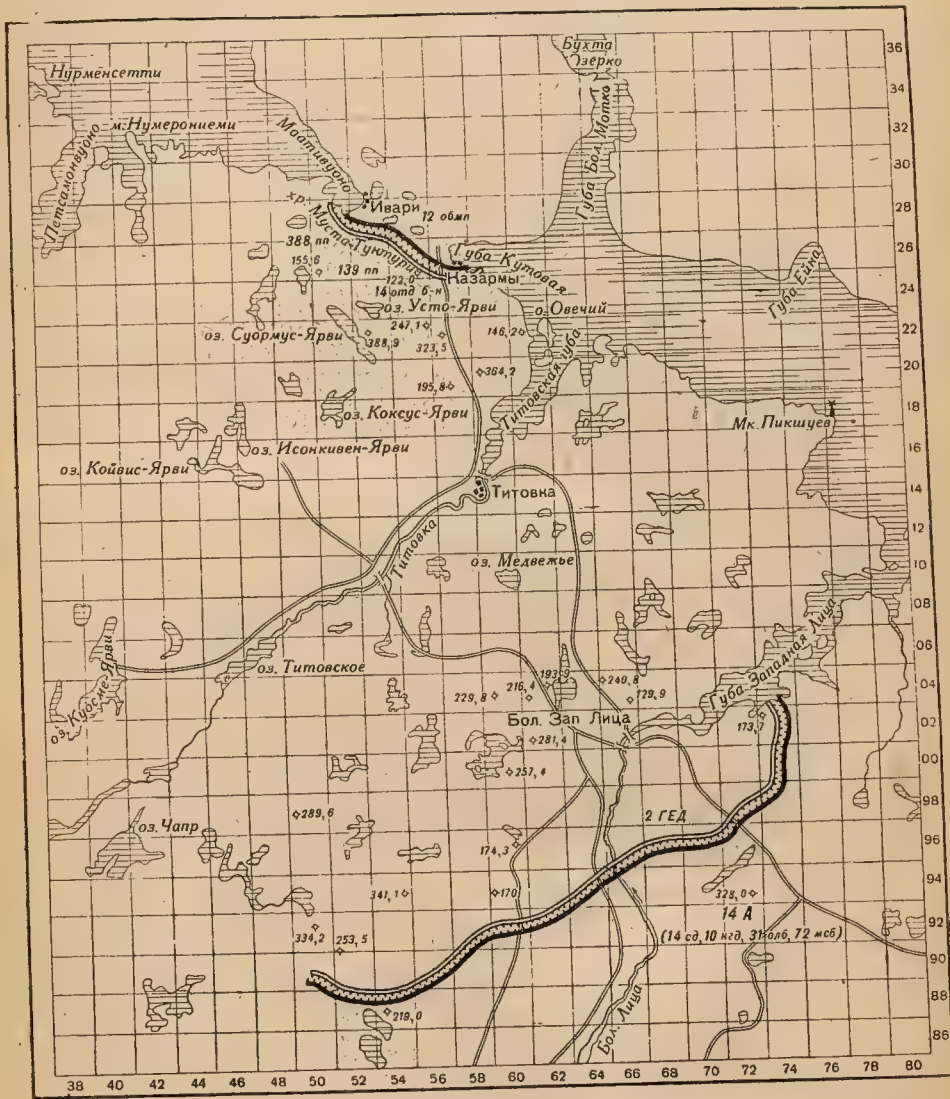 Бухта
Озерко
36
Нурменсетти
34
м. Нумерониеми
Маативуоно
Губа Бол. Мотко
32
30
Петсамонвуоно
Ивари
28
хр. Муста-Тунтурия
12 обмп
388 пп
26
155,6
139 пп
Губа Кутовая
Губа Ейна
122,0
Казармы
14 отд б-н
24
оз. Усто-Ярви
о. Овечий
247,1
146,2
22
оз. Суормус-Ярви
388,9
323,5
Титовская губа
364,2
20
195,8
оз. Коксус-Ярви
18
Мк. Пикшуев
16
оз. Исонкивен-Ярви
оз. Койвис-Ярви
Титовка
14
12
Титовка
оз. Медвежье
10
08
06
оз. Титовское
193,9
240,8
Губа Западная Лица
04
оз. Куосме-Ярви
229,8
216,4
129,9
Бол. Зап Лица
173,7
02
281,4
00
257,4
98
289,6
2 ГЕД
оз. Чапр
96
174,3
94
341,1
170
328,0
14 А
92
334,2
253,5
(14 сд, 10 нгд, 31 олб, 72 мсб)
90
88
219,0
Бол. Лица
86
38 40 42 44 46 48 50 52 54 56 58 60 62 64 66 68 70 72 74 76 78 80